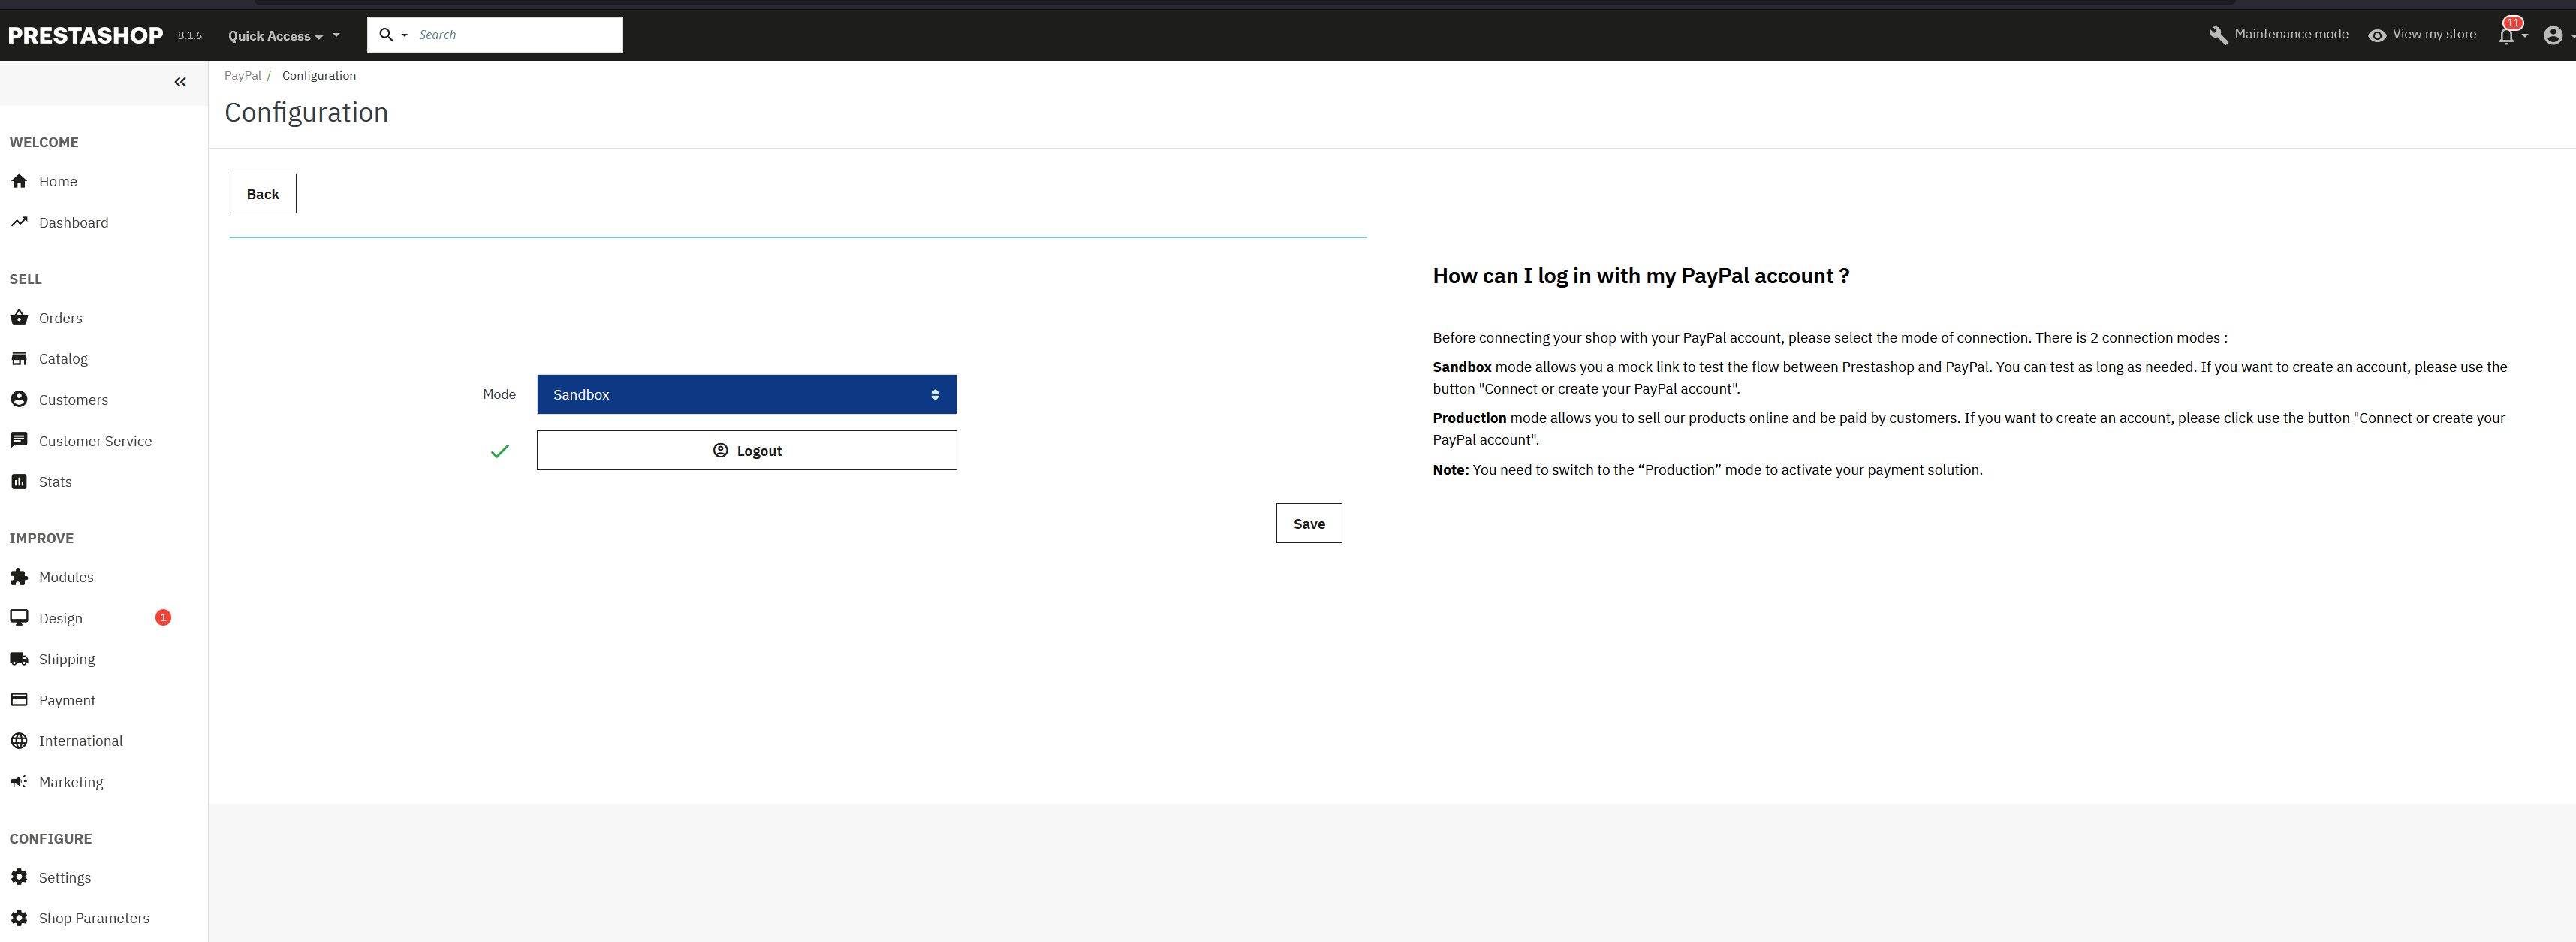 PRESTASHOP 8.1.6 Quick Access Search Maintenance mode View my store 11
PayPal / Configuration
Configuration
WELCOME
Home
Dashboard
SELL
Orders
Catalog
Customers
Customer Service
Stats
IMPROVE
Modules
Design 1
Shipping
Payment
International
Marketing
CONFIGURE
Settings
Shop Parameters
Back
Mode Sandbox
Logout
Save
How can I log in with my PayPal account ?
Before connecting your shop with your PayPal account, please select the mode of connection. There is 2 connection modes :
Sandbox mode allows you a mock link to test the flow between Prestashop and PayPal. You can test as long as needed. If you want to create an account, please use the
button "Connect or create your PayPal account".
Production mode allows you to sell our products online and be paid by customers. If you want to create an account, please click use the button "Connect or create your
PayPal account".
Note: You need to switch to the “Production” mode to activate your payment solution.